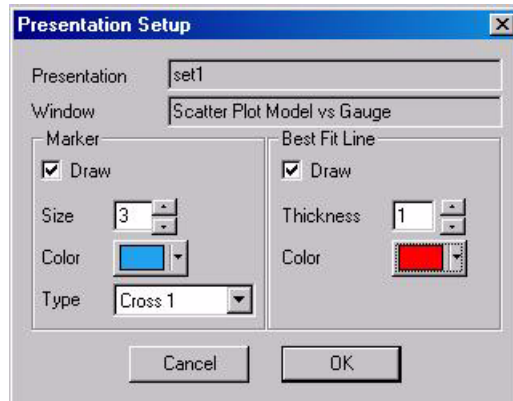 Presentation Setup
Presentation set1
Window Scatter Plot Model vs Gauge
Marker
Draw
Size 3
Color
Type Cross 1
Best Fit Line
Draw
Thickness 1
Color
Cancel OK